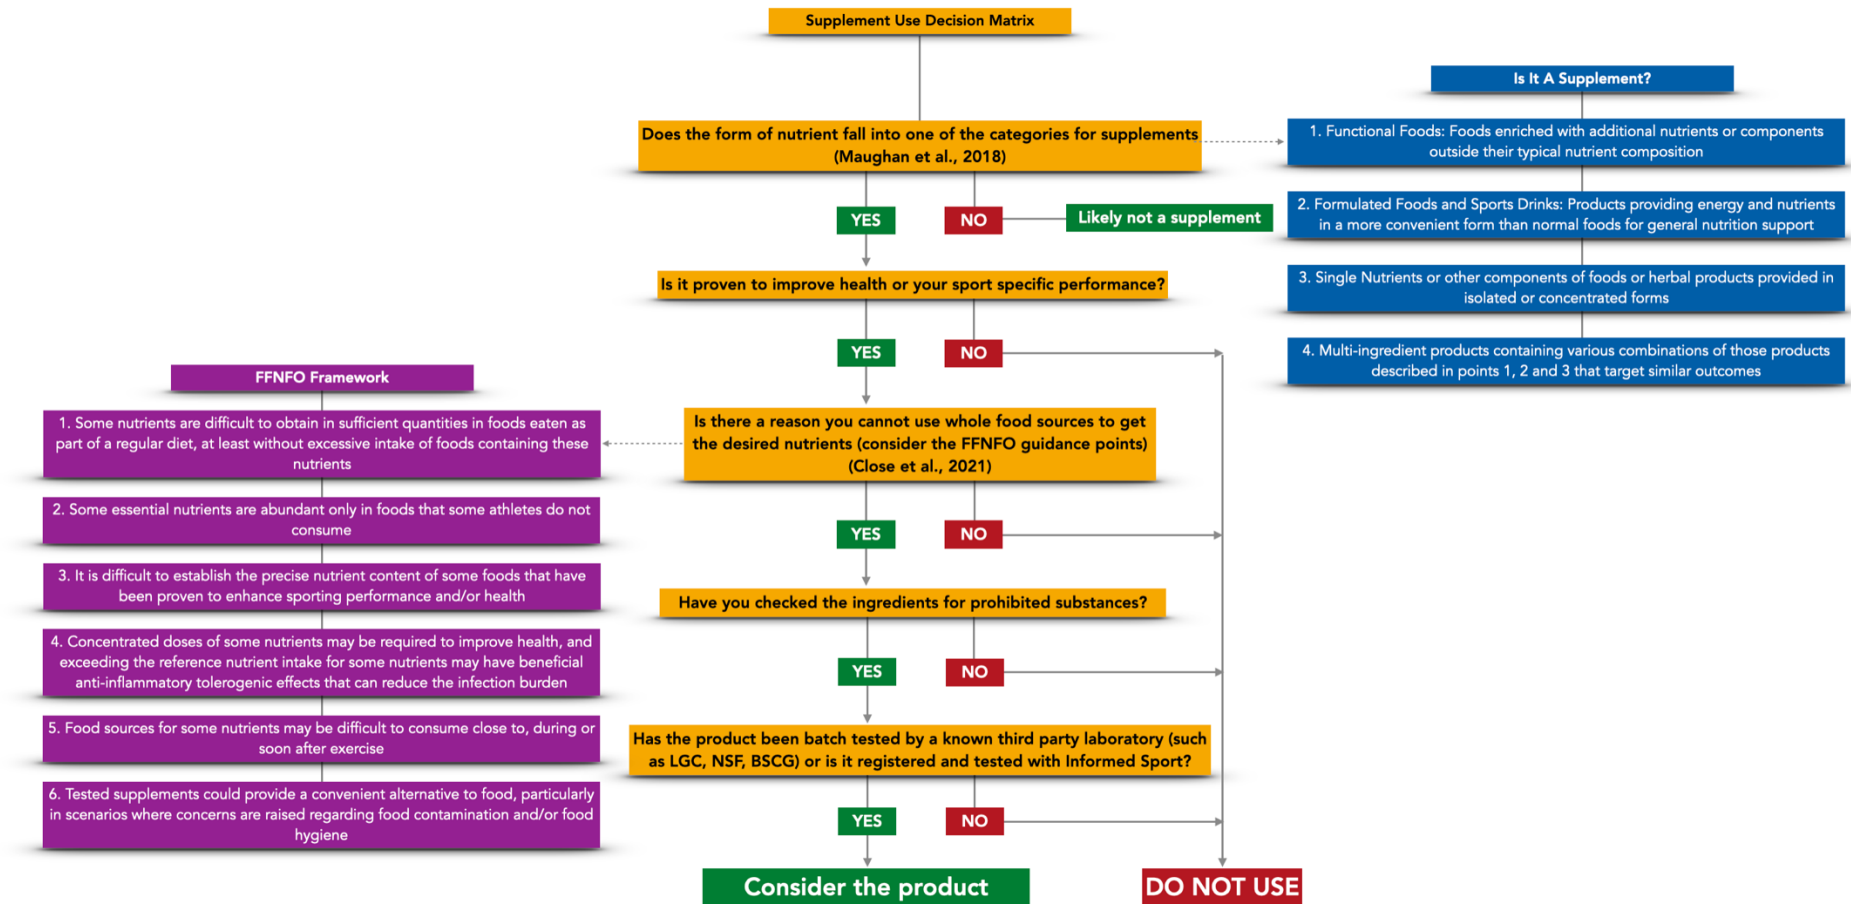 Supplement Use Decision Matrix
Does the form of nutrient fall into one of the categories for supplements
(Maughan et al., 2018)
YES
NO
Likely not a supplement
Is it proven to improve health or your sport specific performance?
YES
NO
Is there a reason you cannot use whole food sources to get
the desired nutrients (consider the FFNFO guidance points)
(Close et al., 2021)
YES
NO
Have you checked the ingredients for prohibited substances?
YES
NO
Has the product been batch tested by a known third party laboratory (such
as LGC, NSF, BSCG) or is it registered and tested with Informed Sport?
YES
NO
Consider the product
DO NOT USE
Is It A Supplement?
1. Functional Foods: Foods enriched with additional nutrients or components
outside their typical nutrient composition
2. Formulated Foods and Sports Drinks: Products providing energy and nutrients
in a more convenient form than normal foods for general nutrition support
3. Single Nutrients or other components of foods or herbal products provided in
isolated or concentrated forms
4. Multi-ingredient products containing various combinations of those products
described in points 1, 2 and 3 that target similar outcomes
FFNFO Framework
1. Some nutrients are difficult to obtain in sufficient quantities in foods eaten as
part of a regular diet, at least without excessive intake of foods containing these
nutrients
2. Some essential nutrients are abundant only in foods that some athletes do not
consume
3. It is difficult to establish the precise nutrient content of some foods that have
been proven to enhance sporting performance and/or health
4. Concentrated doses of some nutrients may be required to improve health, and
exceeding the reference nutrient intake for some nutrients may have beneficial
anti-inflammatory tolerogenic effects that can reduce the infection burden
5. Food sources for some nutrients may be difficult to consume close to, during or
soon after exercise
6. Tested supplements could provide a convenient alternative to food, particularly
in scenarios where concerns are raised regarding food contamination and/or food
hygiene